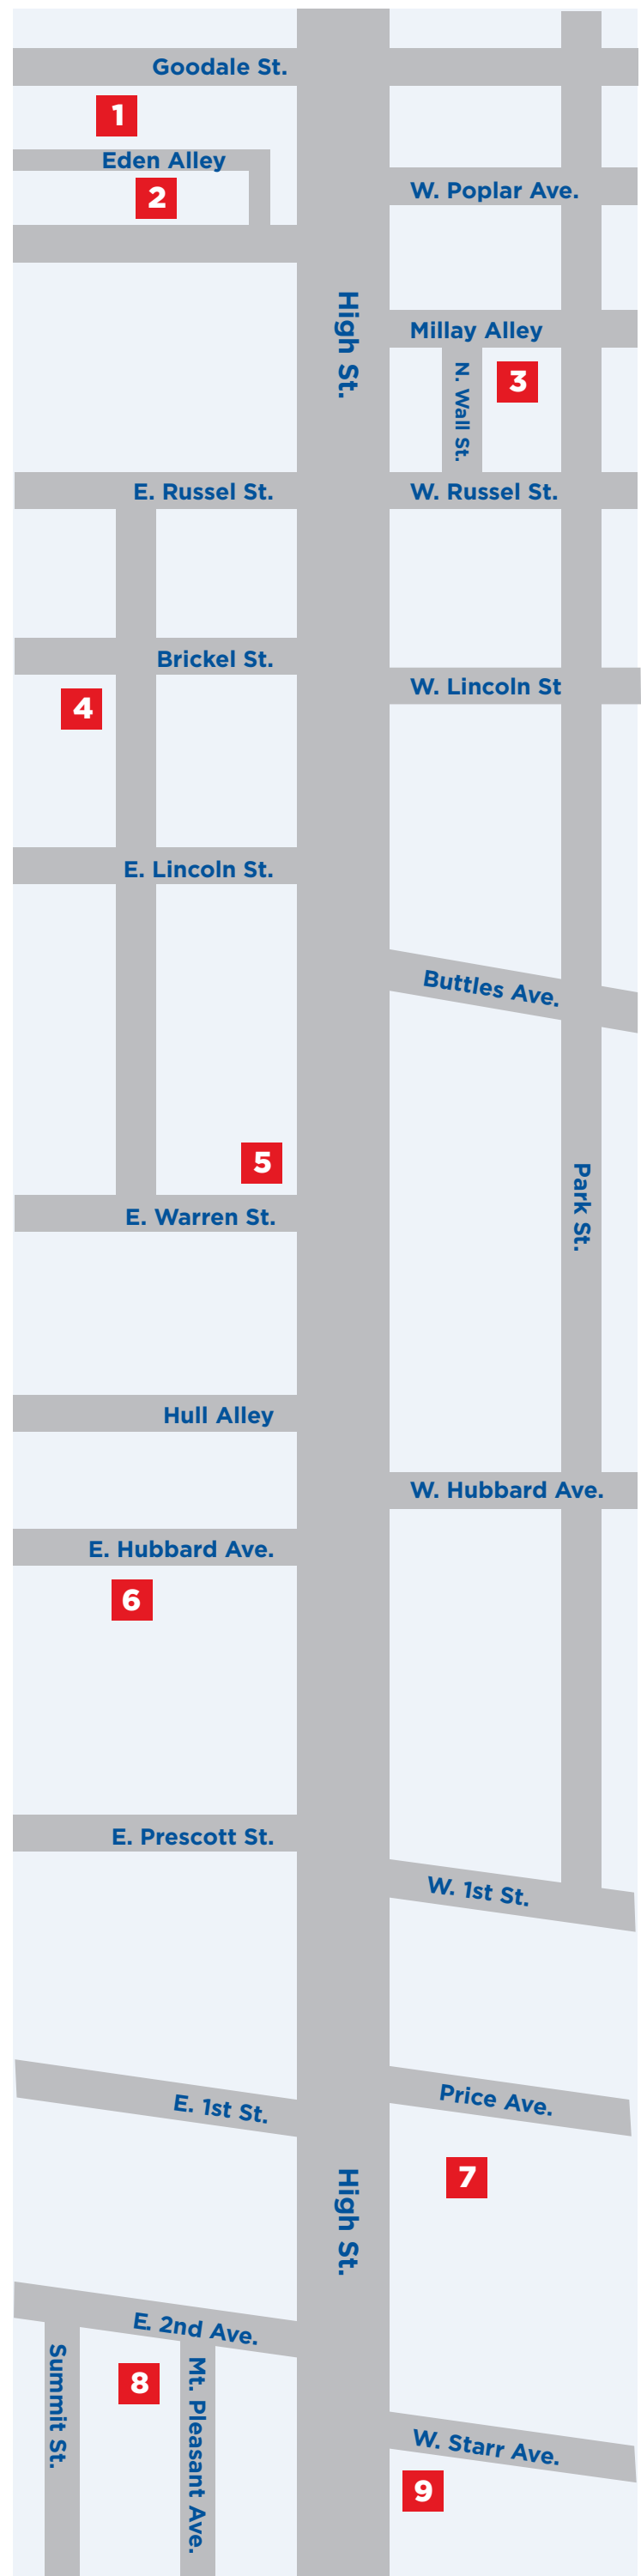 Goodale St.
1
Eden Alley
2
W. Poplar Ave.
High St.
Millay Alley
N. Wall St.
3
E. Russel St.
W. Russel St.
Brickel St.
W. Lincoln St
4
E. Lincoln St.
Buttles Ave.
5
Park St.
E. Warren St.
Hull Alley
W. Hubbard Ave.
E. Hubbard Ave.
6
E. Prescott St.
W. 1st St.
E. 1st St.
Price Ave.
7
High St.
E. 2nd Ave.
Summit St.
8
Mt. Pleasant Ave.
W. Starr Ave.
9